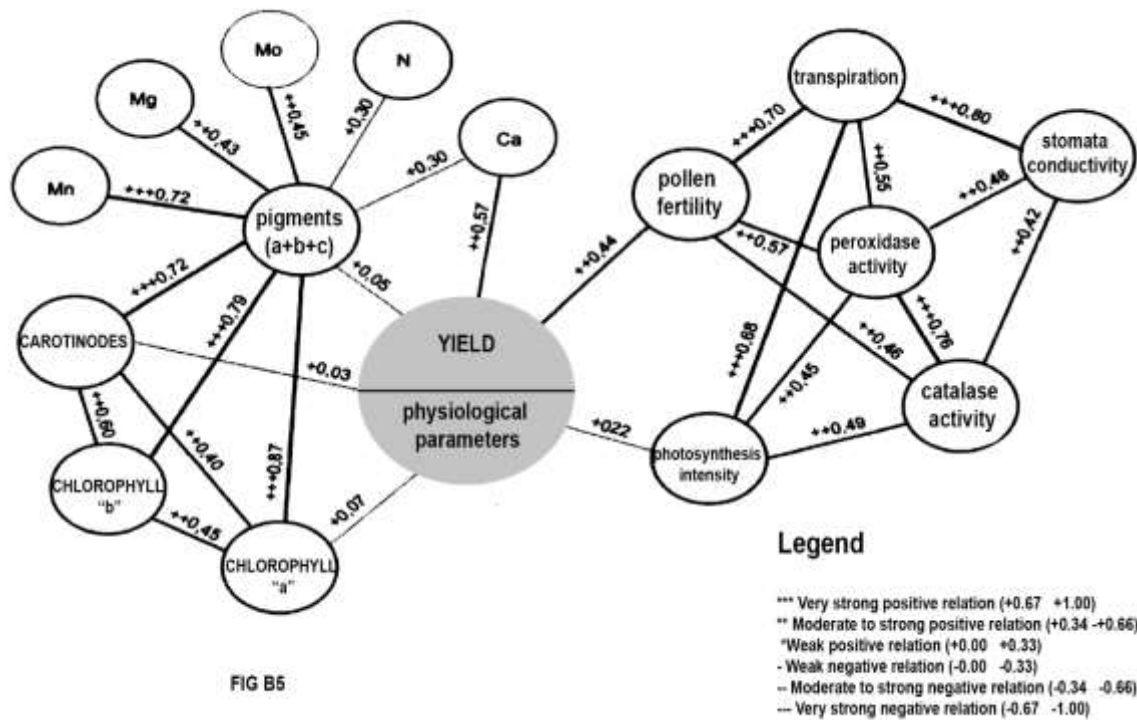 Mo
N
Mg
Ca
Mn
pigments
(a+b+c)
CAROTINODES
CHLOROPHYLL
"b"
CHLOROPHYLL
"a"
++0,45
+0,30
++0,43
+0,30
+++0,72
++0,57
+0,05
+++0,72
+++0,79
+0,03
++0,60
++0,40
+++0,87
++0,45
+0,07
YIELD
physiological
parameters
++0,44
+022
transpiration
pollen
fertility
stomata
conductivity
peroxidase
activity
catalase
activity
photosynthesis
intensity
+++0,70
+++0,80
++0,55
++0,48
++0,57
++0,42
+++0,68
++0,46
+++0,76
++0,45
++0,49
Legend
*** Very strong positive relation (+0.67 +1.00)
** Moderate to strong positive relation (+0.34 -+0.66)
*Weak positive relation (+0.00 +0.33)
- Weak negative relation (-0.00 -0.33)
-- Moderate to strong negative relation (-0.34 -0.66)
--- Very strong negative relation (-0.67 -1.00)
FIG B5